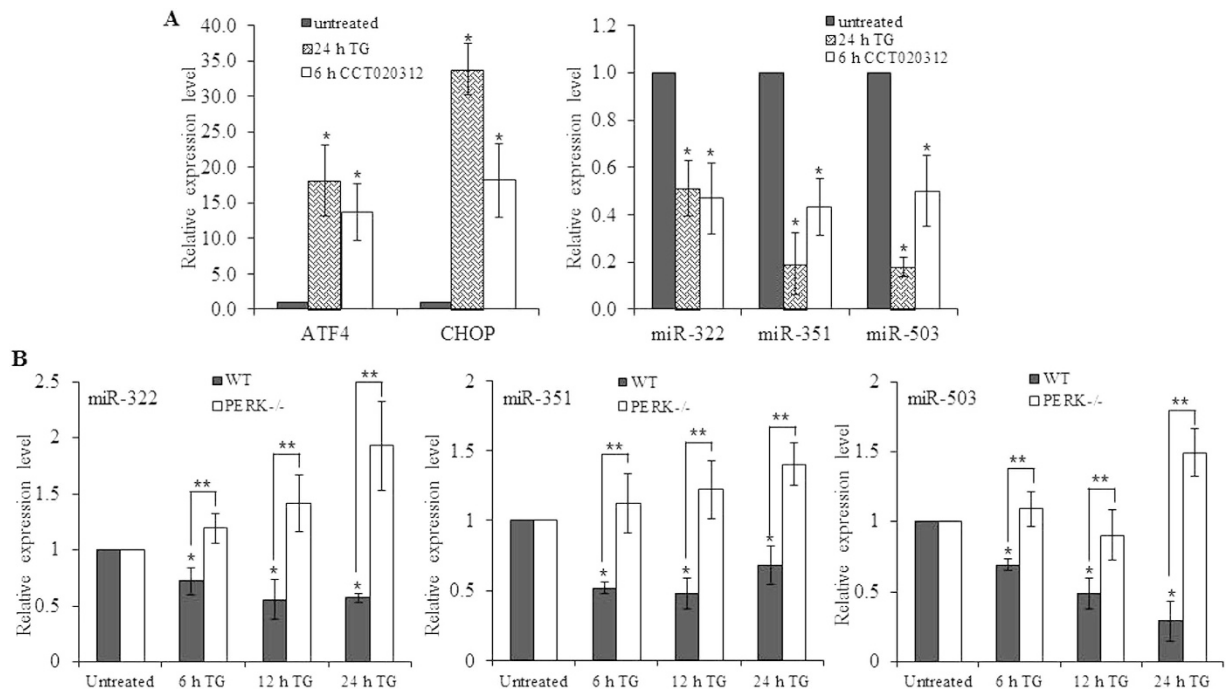 A
Relative expression level
40.0
35.0
30.0
25.0
20.0
15.0
10.0
5.0
0.0
untreated
24 h TG
6 h CCT020312
*
*
*
*
ATF4
CHOP
Relative expression level
1.2
1.0
0.8
0.6
0.4
0.2
0.0
untreated
24 h TG
6 h CCT020312
*
*
*
*
*
*
miR-322
miR-351
miR-503
B
Relative expression level
2.5
2
1.5
1
0.5
0
miR-322
WT
PERK-/-
**
**
**
*
*
*
Untreated
6 h TG
12 h TG
24 h TG
Relative expression level
2
1.5
1
0.5
0
miR-351
WT
PERK-/-
**
**
**
*
*
*
Untreated
6 h TG
12 h TG
24 h TG
Relative expression level
2
1.5
1
0.5
0
miR-503
WT
PERK-/-
**
**
**
*
*
*
Untreated
6 h TG
12 h TG
24 h TG